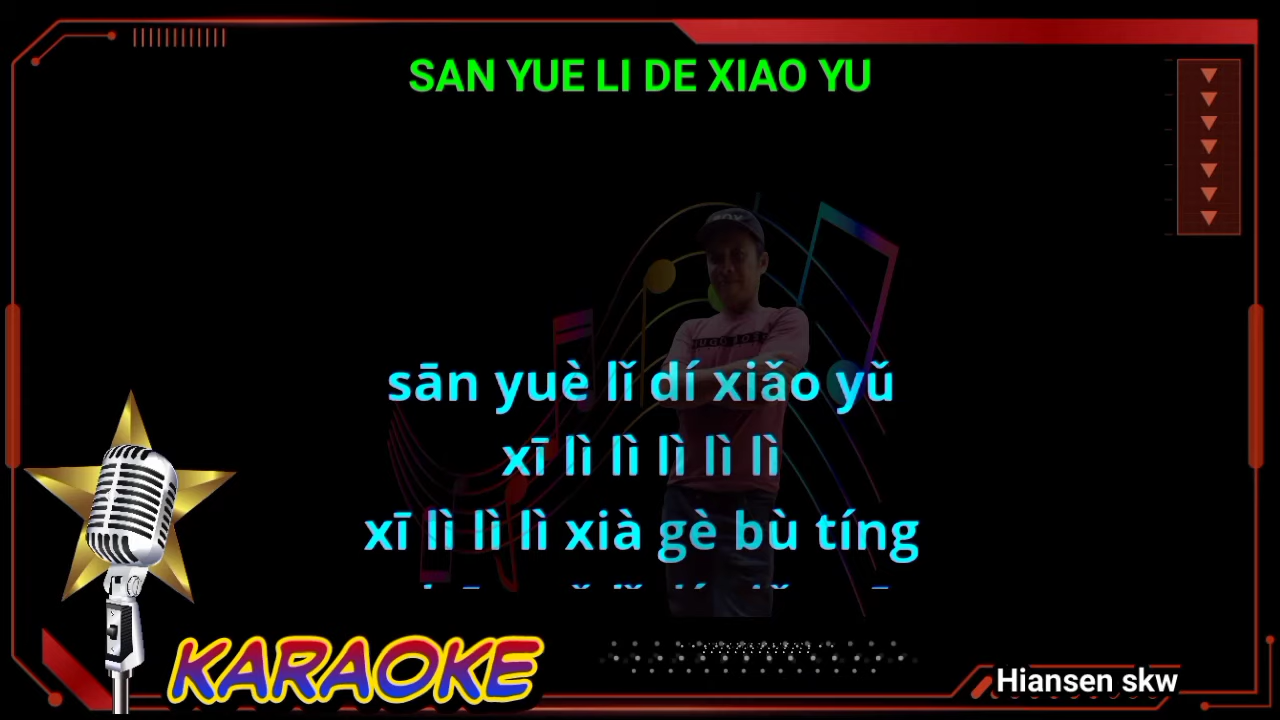 SAN YUE LI DE XIAO YU
sān yuè lǐ dí xiǎo yǔ
xī lì lì lì lì lì
xī lì lì lì xià gè bù tíng
KARAOKE
Hiansen skw